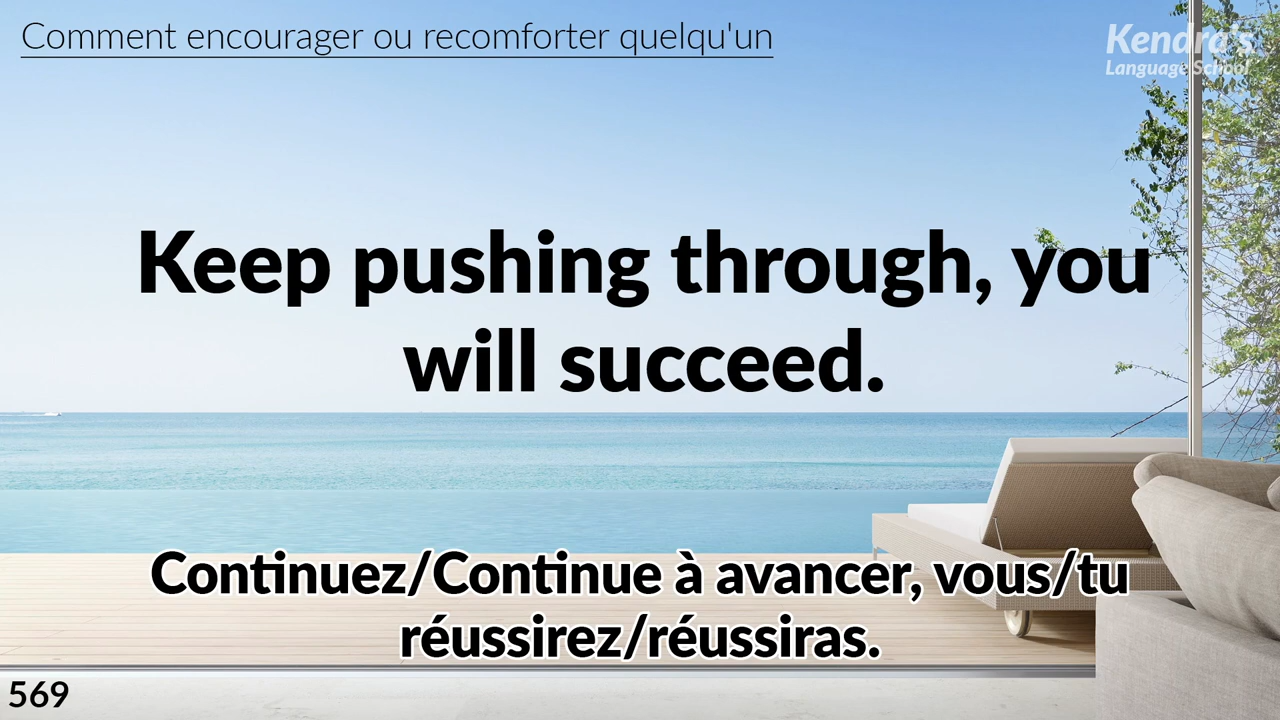 Comment encourager ou recomforter quelqu'un
Kendra's
Language School
Keep pushing through, you
will succeed.
Continuez/Continue à avancer, vous/tu
réussirez/réussiras.
569